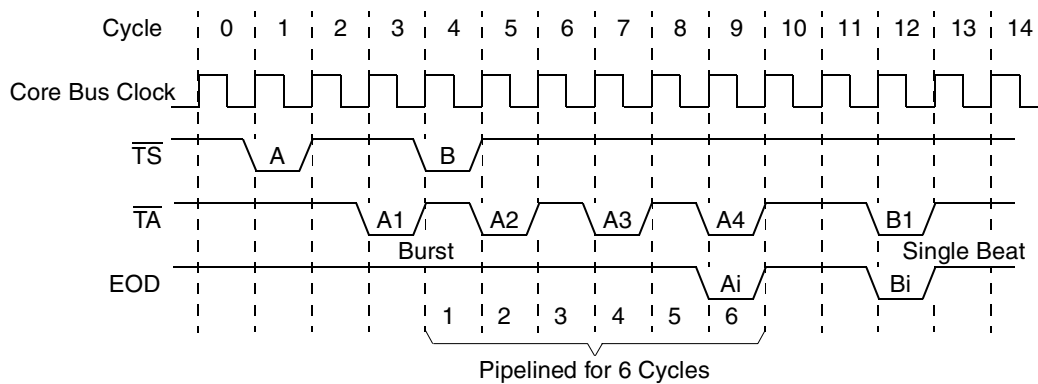 Cycle 0 1 2 3 4 5 6 7 8 9 10 11 12 13 14
Core Bus Clock
TS A B
TA A1 A2 A3 A4 B1
Burst Single Beat
EOD Ai Bi
1 2 3 4 5 6
Pipelined for 6 Cycles